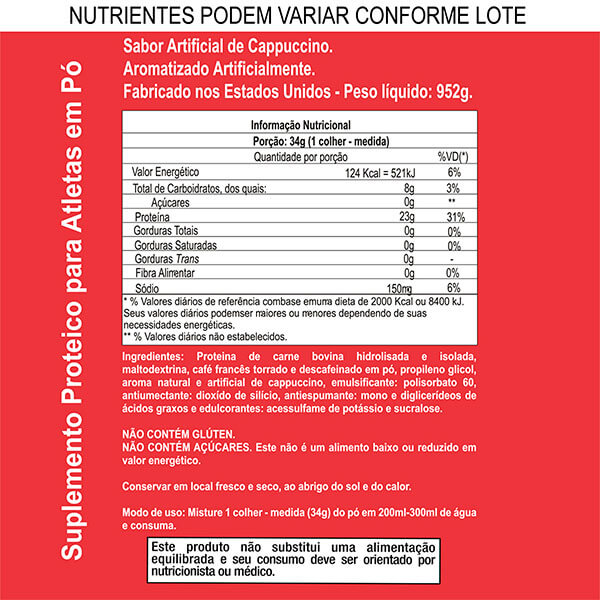 NUTRIENTES PODEM VARIAR CONFORME LOTE
Suplemento Proteico para Atletas em Pó
Sabor Artificial de Cappuccino.
Aromatizado Artificialmente.
Fabricado nos Estados Unidos - Peso líquido: 952g.
Informação Nutricional
Porção: 34g (1 colher - medida)
Quantidade por porção %VD(*)
Valor Energético 124 Kcal = 521kJ 6%
Total de Carboidratos, dos quais: 8g 3%
Açúcares 0g **
Proteína 23g 31%
Gorduras Totais 0g 0%
Gorduras Saturadas 0g 0%
Gorduras Trans 0g -
Fibra Alimentar 0g 0%
Sódio 150mg 6%
* % Valores diários de referência combase emuma dieta de 2000 Kcal ou 8400 kJ.
Seus valores diários podemser maiores ou menores dependendo de suas
necessidades energéticas.
** % Valores diários não estabelecidos.
Ingredientes: Proteina de carne bovina hidrolisada e isolada,
maltodextrina, café francês torrado e descafeinado em pó, propileno glicol,
aroma natural e artificial de cappuccino, emulsificante: polisorbato 60,
antiumectante: dióxido de silício, antiespumante: mono e diglicerídeos de
ácidos graxos e edulcorantes: acessulfame de potássio e sucralose.
NÃO CONTÉM GLÚTEN.
NÃO CONTÉM AÇÚCARES. Este não é um alimento baixo ou reduzido em
valor energético.
Conservar em local fresco e seco, ao abrigo do sol e do calor.
Modo de uso: Misture 1 colher - medida (34g) do pó em 200ml-300ml de água
e consuma.
Este produto não substitui uma alimentação
equilibrada e seu consumo deve ser orientado por
nutricionista ou médico.